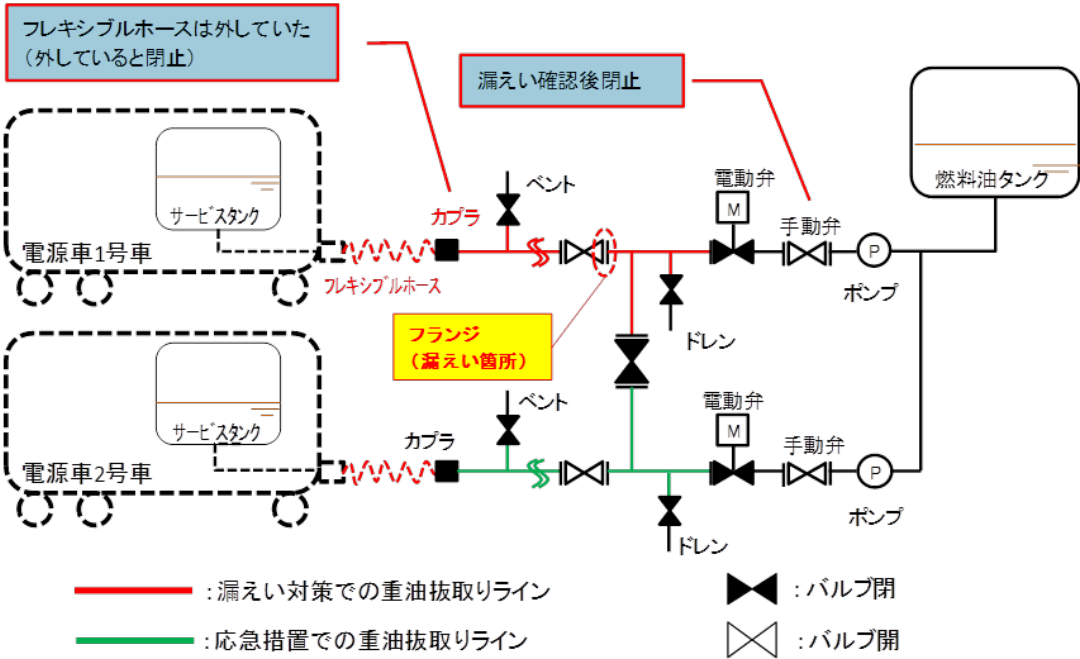 フレキシブルホースは外していた
（外していると閉止）
漏えい確認後閉止
サービスタンク
電源車1号車
フレキシブルホース
カプラ
ベント
電動弁
M
手動弁
P
ポンプ
燃料油タンク
ドレン
フランジ
（漏えい箇所）
サービスタンク
電源車2号車
カプラ
ベント
電動弁
M
手動弁
P
ポンプ
ドレン
：漏えい対策での重油抜取りライン
：バルブ閉
：応急措置での重油抜取りライン
：バルブ開